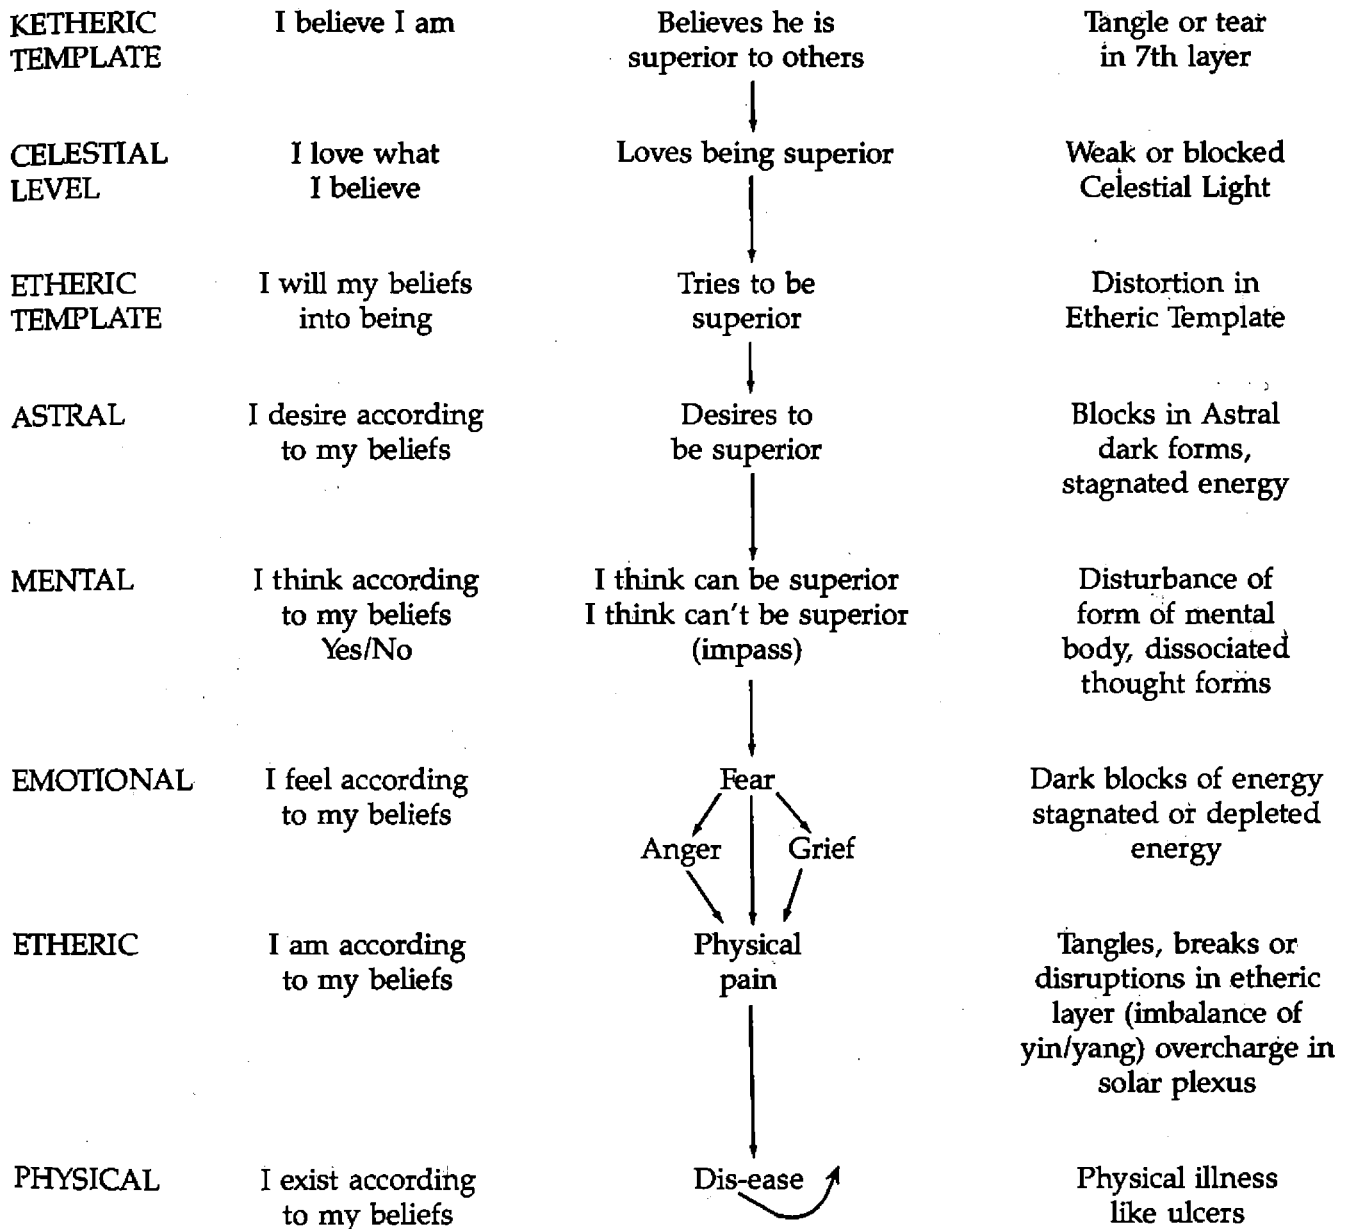 KETHERIC
TEMPLATE
I believe I am
Believes he is
superior to others
Tangle or tear
in 7th layer
CELESTIAL
LEVEL
I love what
I believe
Loves being superior
Weak or blocked
Celestial Light
ETHERIC
TEMPLATE
I will my beliefs
into being
Tries to be
superior
Distortion in
Etheric Template
ASTRAL
I desire according
to my beliefs
Desires to
be superior
Blocks in Astral
dark forms,
stagnated energy
MENTAL
I think according
to my beliefs
Yes/No
I think can be superior
I think can't be superior
(impass)
Disturbance of
form of mental
body, dissociated
thought forms
EMOTIONAL
I feel according
to my beliefs
Fear
Anger
Grief
Dark blocks of energy
stagnated or depleted
energy
ETHERIC
I am according
to my beliefs
Physical
pain
Tangles, breaks or
disruptions in etheric
layer (imbalance of
yin/yang) overcharge in
solar plexus
PHYSICAL
I exist according
to my beliefs
Dis-ease
Physical illness
like ulcers